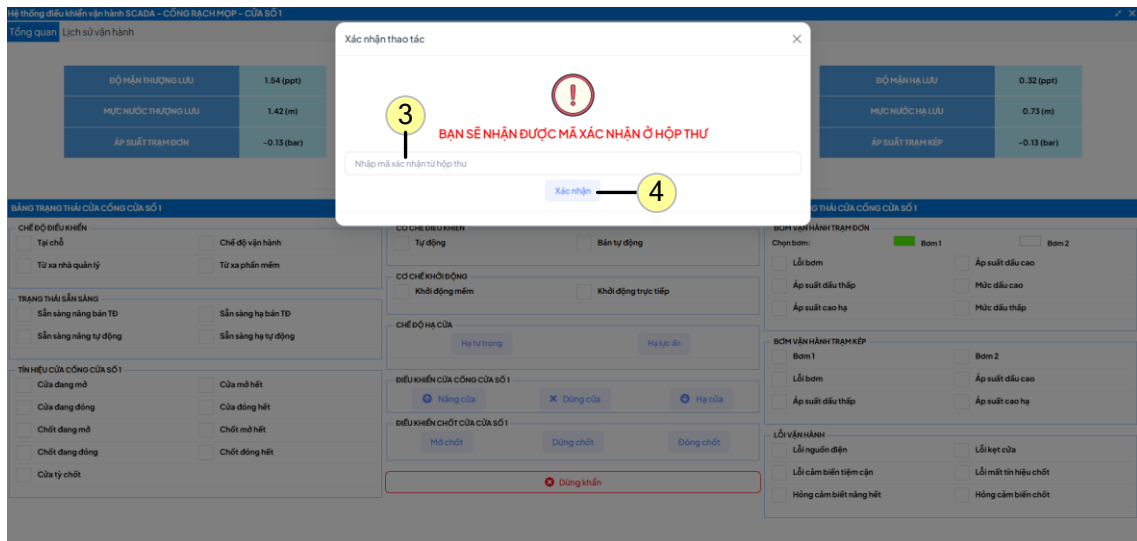 Hệ thống điều khiển vận hành SCADA - CỐNG RẠCH MỌP - CỬA SỐ 1
Tổng quan Lịch sử vận hành
Xác nhận thao tác
ĐỘ MẶN THƯỢNG LƯU 1.54 (ppt)
MỰC NƯỚC THƯỢNG LƯU 1.42 (m)
ÁP SUẤT TRẠM ĐƠN -0.13 (bar)
3
BẠN SẼ NHẬN ĐƯỢC MÃ XÁC NHẬN Ở HỘP THƯ
Nhập mã xác nhận từ hộp thư
Xác nhận
4
ĐỘ MẶN HẠ LƯU 0.32 (ppt)
MỰC NƯỚC HẠ LƯU 0.73 (m)
ÁP SUẤT TRẠM KÉP -0.13 (bar)
BẢNG TRẠNG THÁI CỬA CỐNG CỬA SỐ 1
CHẾ ĐỘ ĐIỀU KHIỂN
Tại chỗ Chế độ vận hành
Từ xa nhà quản lý Từ xa phần mềm
TRẠNG THÁI SẴN SÀNG
Sẵn sàng nâng bán TĐ Sẵn sàng hạ bán TĐ
Sẵn sàng nâng tự động Sẵn sàng hạ tự động
TÍN HIỆU CỬA CỐNG CỬA SỐ 1
Cửa đang mở Cửa mở hết
Cửa đang đóng Cửa đóng hết
Chốt đang mở Chốt mở hết
Chốt đang đóng Chốt đóng hết
Cửa tỳ chốt
CƠ CHẾ ĐIỀU KHIỂN
Tự động Bán tự động
CƠ CHẾ KHỞI ĐỘNG
Khởi động mềm Khởi động trực tiếp
CHẾ ĐỘ HẠ CỬA
Hạ tự trọng Hạ lực ấn
ĐIỀU KHIỂN CỬA CỐNG CỬA SỐ 1
Nâng cửa Dừng cửa Hạ cửa
ĐIỀU KHIỂN CHỐT CỬA CỬA SỐ 1
Mở chốt Dừng chốt Đóng chốt
Dừng khẩn
THÁI CỬA CỐNG CỬA SỐ 1
BƠM VẬN HÀNH TRẠM ĐƠN
Chọn bơm: Bơm 1 Bơm 2
Lỗi bơm Áp suất dầu cao
Áp suất dầu thấp Mức dầu cao
Áp suất cao hạ Mức dầu thấp
BƠM VẬN HÀNH TRẠM KÉP
Bơm 1 Bơm 2
Lỗi bơm Áp suất dầu cao
Áp suất dầu thấp Áp suất cao hạ
LỖI VẬN HÀNH
Lỗi nguồn điện Lỗi kẹt cửa
Lỗi cảm biến tiệm cận Lỗi mất tín hiệu chốt
Hỏng cảm biết nâng hết Hỏng cảm biến chốt